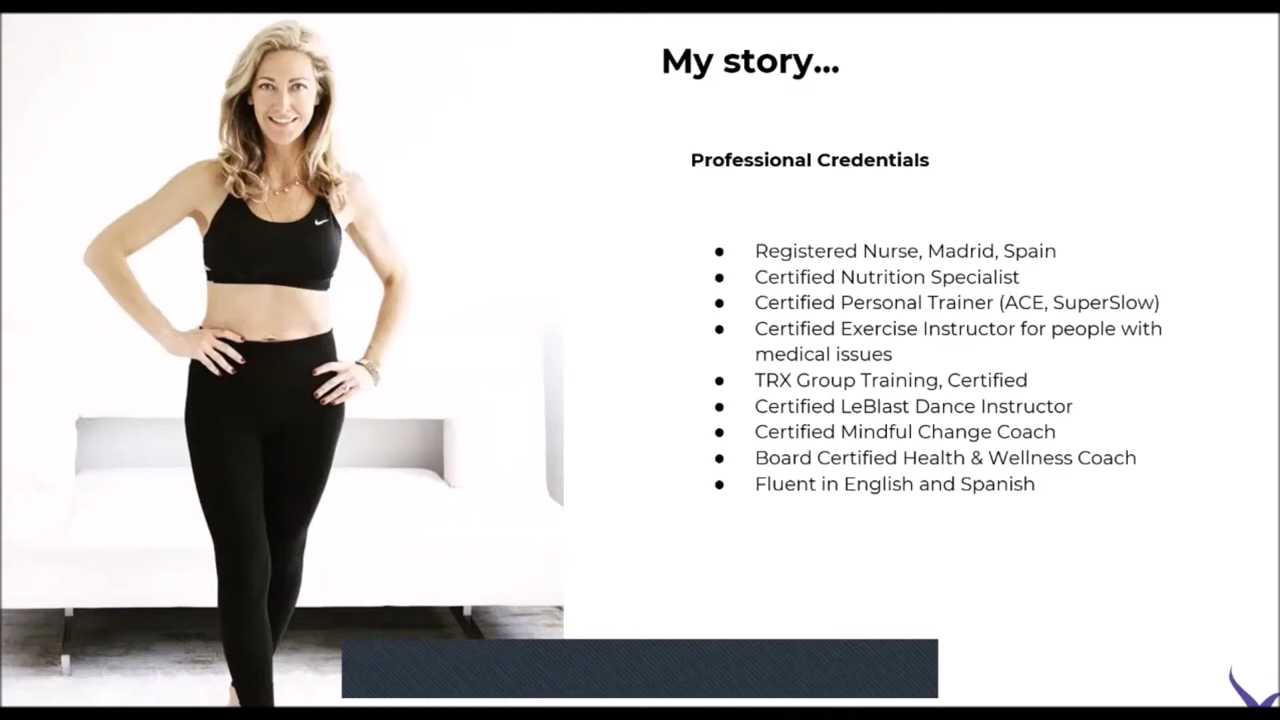 My story...
Professional Credentials
● Registered Nurse, Madrid, Spain
● Certified Nutrition Specialist
● Certified Personal Trainer (ACE, SuperSlow)
● Certified Exercise Instructor for people with
medical issues
● TRX Group Training, Certified
● Certified LeBlast Dance Instructor
● Certified Mindful Change Coach
● Board Certified Health & Wellness Coach
● Fluent in English and Spanish